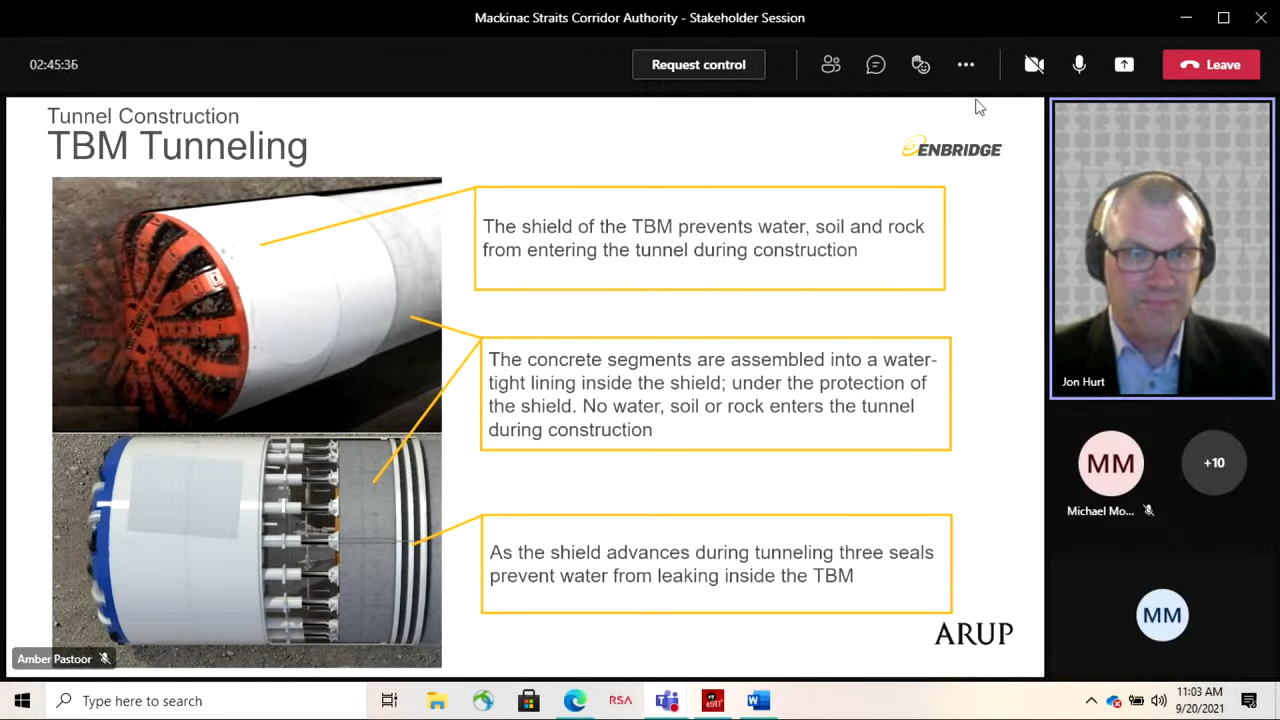 Mackinac Straits Corridor Authority - Stakeholder Session
02:45:36
Request control
Leave
Tunnel Construction
TBM Tunneling
ENBRIDGE
The shield of the TBM prevents water, soil and rock
from entering the tunnel during construction
The concrete segments are assembled into a water-
tight lining inside the shield; under the protection of
the shield. No water, soil or rock enters the tunnel
during construction
As the shield advances during tunneling three seals
prevent water from leaking inside the TBM
ARUP
Amber Pastoor
Jon Hurt
MM
+10
Michael Mo...
MM
Type here to search
RSA
e911
11:03 AM
9/20/2021